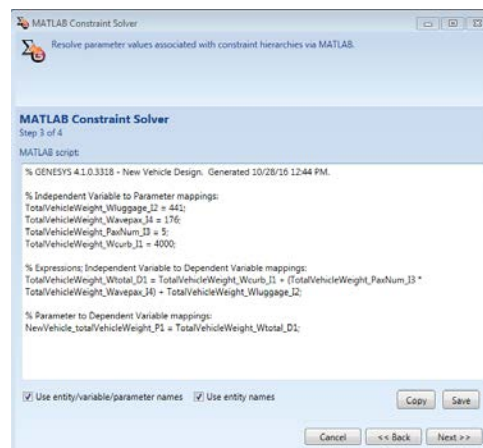 MATLAB Constraint Solver
Resolve parameter values associated with constraint hierarchies via MATLAB.
MATLAB Constraint Solver
Step 3 of 4
MATLAB script:
% GENESYS 4.1.0.3318 - New Vehicle Design. Generated 10/28/16 12:44 PM.
% Independent Variable to Parameter mappings:
TotalVehicleWeight_Wluggage_I2 = 441;
TotalVehicleWeight_Wavepax_I4 = 176;
TotalVehicleWeight_PaxNum_I3 = 5;
TotalVehicleWeight_Wcurb_I1 = 4000;
% Expressions; Independent Variable to Dependent Variable mappings:
TotalVehicleWeight_Wtotal_D1 = TotalVehicleWeight_Wcurb_I1 + (TotalVehicleWeight_PaxNum_I3 *
TotalVehicleWeight_Wavepax_I4) + TotalVehicleWeight_Wluggage_I2;
% Parameter to Dependent Variable mappings:
NewVehicle_totalVehicleWeight_P1 = TotalVehicleWeight_Wtotal_D1;
Use entity/variable/parameter names Use entity names
Copy Save
Cancel << Back Next >>